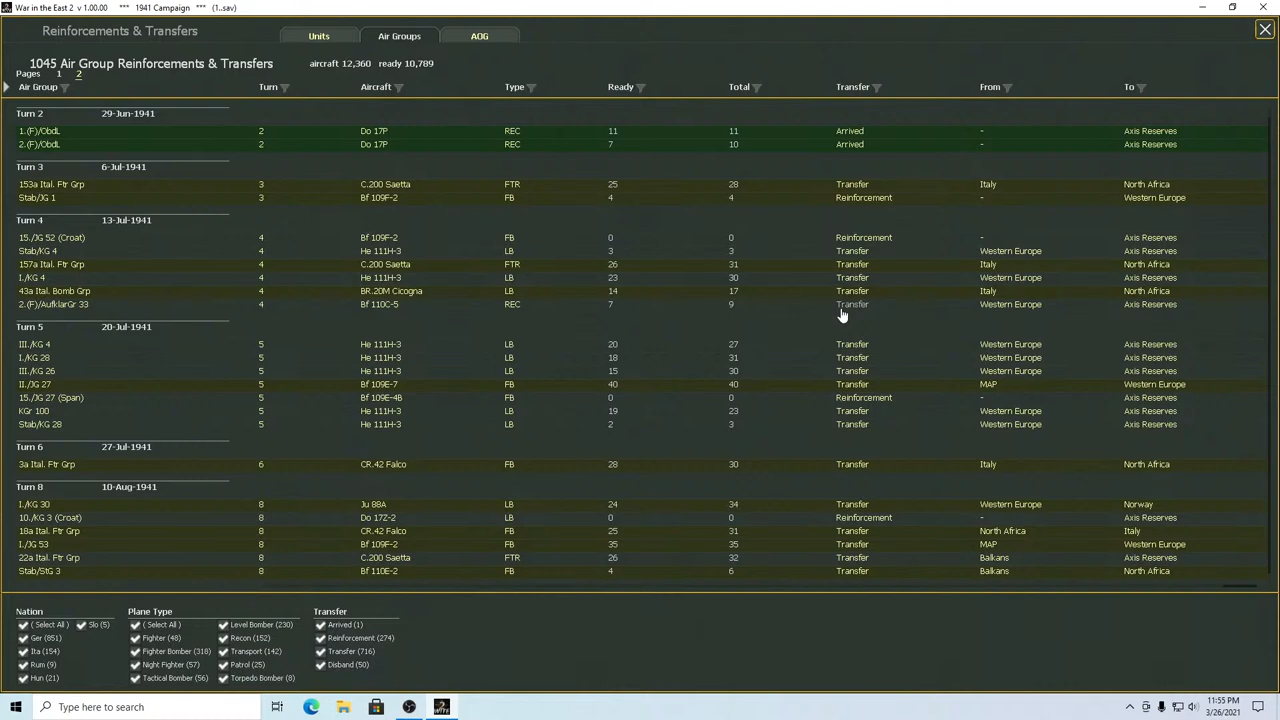 War in the East 2 v 1.00.00 *** 1941 Campaign *** (1..sav)
Reinforcements & Transfers Units Air Groups AOG
1045 Air Group Reinforcements & Transfers aircraft 12,360 ready 10,789
Pages 1 2
Air Group Turn Aircraft Type Ready Total Transfer From To
Turn 2 29-Jun-1941
1.(F)/ObdL 2 Do 17P REC 11 11 Arrived - Axis Reserves
2.(F)/ObdL 2 Do 17P REC 7 10 Arrived - Axis Reserves
Turn 3 6-Jul-1941
153a Ital. Ftr Grp 3 C.200 Saetta FTR 25 28 Transfer Italy North Africa
Stab/JG 1 3 Bf 109F-2 FB 4 4 Reinforcement - Western Europe
Turn 4 13-Jul-1941
15./JG 52 (Croat) 4 Bf 109F-2 FB 0 0 Reinforcement - Axis Reserves
Stab/KG 4 4 He 111H-3 LB 3 3 Transfer Western Europe Axis Reserves
157a Ital. Ftr Grp 4 C.200 Saetta FTR 26 31 Transfer Italy North Africa
I./KG 4 4 He 111H-3 LB 23 30 Transfer Western Europe Axis Reserves
43a Ital. Bomb Grp 4 BR.20M Cicogna LB 14 17 Transfer Italy North Africa
2.(F)/AufklarGr 33 4 Bf 110C-5 REC 7 9 Transfer Western Europe Axis Reserves
Turn 5 20-Jul-1941
III./KG 4 5 He 111H-3 LB 20 27 Transfer Western Europe Axis Reserves
I./KG 28 5 He 111H-3 LB 18 31 Transfer Western Europe Axis Reserves
III./KG 26 5 He 111H-3 LB 15 30 Transfer Western Europe Axis Reserves
II./JG 27 5 Bf 109E-7 FB 40 40 Transfer MAP Western Europe
15./JG 27 (Span) 5 Bf 109E-4B FB 0 0 Reinforcement - Axis Reserves
KGr 100 5 He 111H-3 LB 19 23 Transfer Western Europe Axis Reserves
Stab/KG 28 5 He 111H-3 LB 2 3 Transfer Western Europe Axis Reserves
Turn 6 27-Jul-1941
3a Ital. Ftr Grp 6 CR.42 Falco FB 28 30 Transfer Italy North Africa
Turn 8 10-Aug-1941
I./KG 30 8 Ju 88A LB 24 34 Transfer Western Europe Norway
10./KG 3 (Croat) 8 Do 17Z-2 LB 0 0 Reinforcement - Axis Reserves
18a Ital. Ftr Grp 8 CR.42 Falco FB 25 31 Transfer North Africa Italy
I./JG 53 8 Bf 109F-2 FB 35 35 Transfer MAP Western Europe
22a Ital. Ftr Grp 8 C.200 Saetta FTR 26 32 Transfer Balkans Axis Reserves
Stab/StG 3 8 Bf 110E-2 FB 4 6 Transfer Balkans North Africa
Nation Plane Type Transfer
( Select All ) Slo (5) ( Select All ) Level Bomber (230) Arrived (1)
Ger (851) Fighter (48) Recon (152) Reinforcement (274)
Ita (154) Fighter Bomber (318) Transport (142) Transfer (716)
Rum (9) Night Fighter (57) Patrol (25) Disband (50)
Hun (21) Tactical Bomber (56) Torpedo Bomber (8)
Type here to search 11:55 PM
3/26/2021